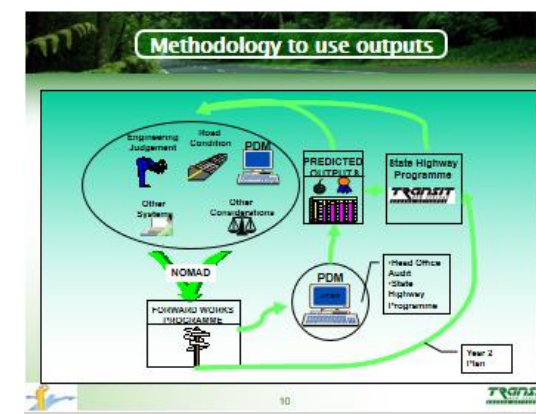 Methodology to use outputs
Engineering
Judgement
Road
Condition
PDM
Other
Systems
Other
Considerations
NOMAD
FORWARD WORKS
PROGRAMME
PREDICTED
OUTPUTS
State Highway
Programme
TRANSIT
PDM
•Head Office
Audit
•State
Highway
Programme
Year 2
Plan
10